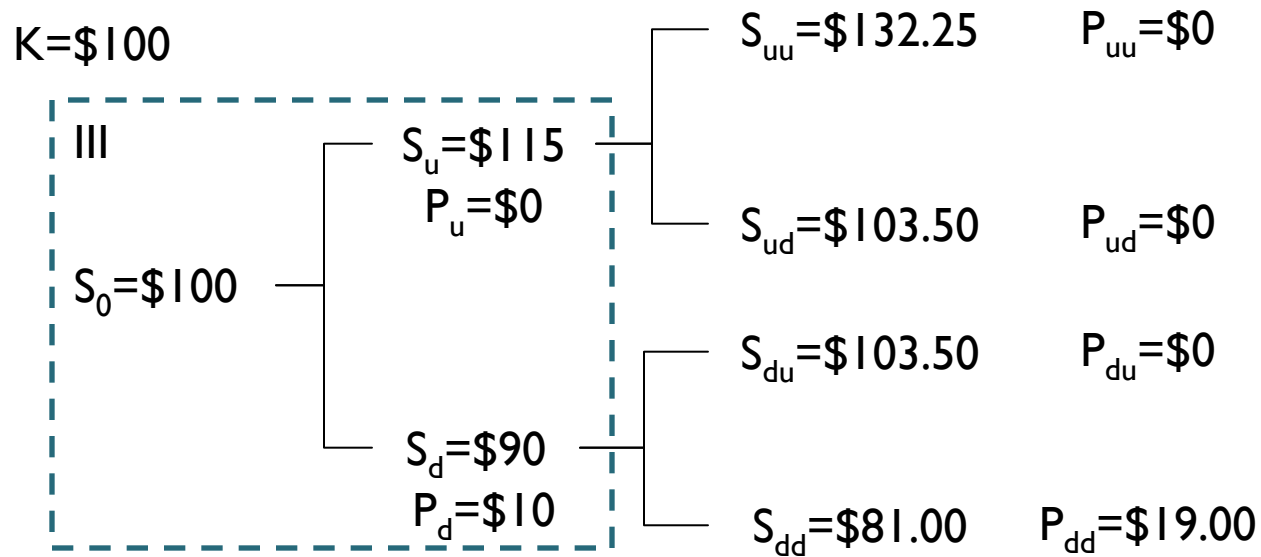 K=$100
S_uu=$132.25 P_uu=$0
III
S_u=$115
P_u=$0
S_ud=$103.50 P_ud=$0
S_0=$100
S_du=$103.50 P_du=$0
S_d=$90
P_d=$10
S_dd=$81.00 P_dd=$19.00